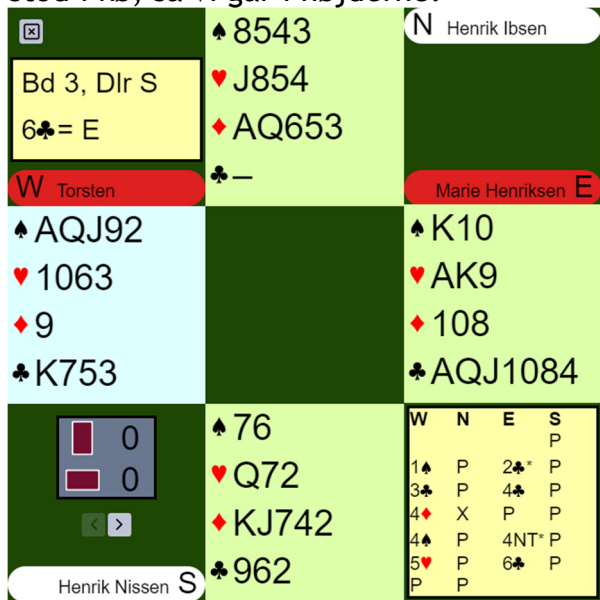 Bd 3, Dlr S
6♣= E
♠ 8543
♥ J854
♦ AQ653
♣ –
N Henrik Ibsen
W Torsten
Marie Henriksen E
♠ AQJ92
♥ 1063
♦ 9
♣ K753
♠ K10
♥ AK9
♦ 108
♣ AQJ1084
0
0
< >
Henrik Nissen S
♠ 76
♥ Q72
♦ KJ742
♣ 962
W N E S
P
1♠ P 2♣* P
3♣ P 4♣ P
4♦ X P P
4♠ P 4NT* P
5♥ P 6♣ P
P P